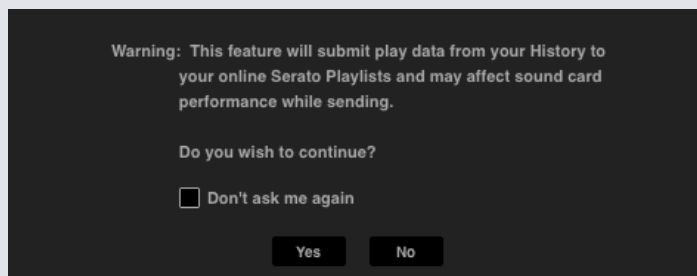 Warning: This feature will submit play data from your History to
your online Serato Playlists and may affect sound card
performance while sending.
Do you wish to continue?
Don't ask me again
Yes No